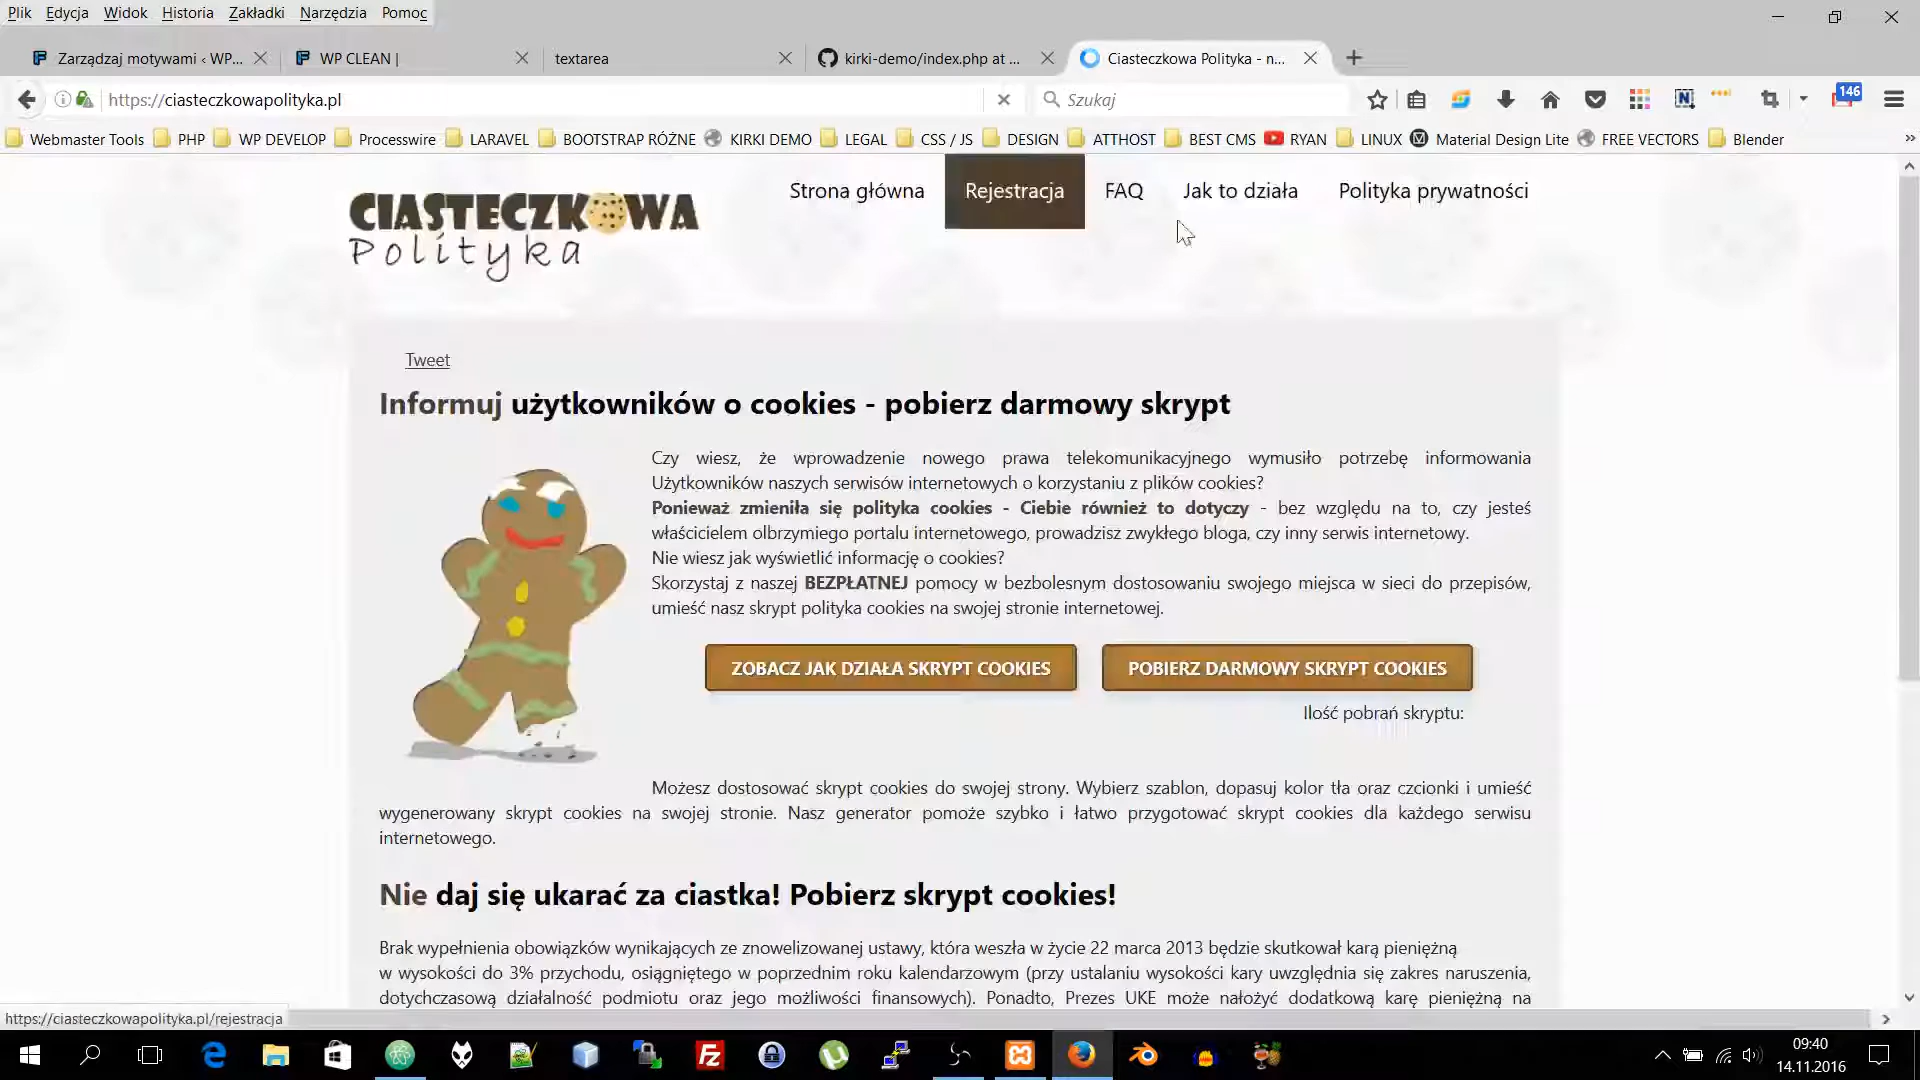 Plik Edycja Widok Historia Zakładki Narzędzia Pomoc
Zarządzaj motywami ‹ WP... WP CLEAN | textarea kirki-demo/index.php at ... Ciasteczkowa Polityka - n...
https://ciasteczkowapolityka.pl Szukaj 146
Webmaster Tools PHP WP DEVELOP Processwire LARAVEL BOOTSTRAP RÓŻNE KIRKI DEMO LEGAL CSS / JS DESIGN ATTHOST BEST CMS RYAN LINUX Material Design Lite FREE VECTORS Blender
CIASTECZKOWA
Polityka
Strona główna Rejestracja FAQ Jak to działa Polityka prywatności
Tweet
Informuj użytkowników o cookies - pobierz darmowy skrypt
Czy wiesz, że wprowadzenie nowego prawa telekomunikacyjnego wymusiło potrzebę informowania
Użytkowników naszych serwisów internetowych o korzystaniu z plików cookies?
Ponieważ zmieniła się polityka cookies - Ciebie również to dotyczy - bez względu na to, czy jesteś
właścicielem olbrzymiego portalu internetowego, prowadzisz zwykłego bloga, czy inny serwis internetowy.
Nie wiesz jak wyświetlić informację o cookies?
Skorzystaj z naszej BEZPŁATNEJ pomocy w bezbolesnym dostosowaniu swojego miejsca w sieci do przepisów,
umieść nasz skrypt polityka cookies na swojej stronie internetowej.
ZOBACZ JAK DZIAŁA SKRYPT COOKIES POBIERZ DARMOWY SKRYPT COOKIES
Ilość pobrań skryptu:
Możesz dostosować skrypt cookies do swojej strony. Wybierz szablon, dopasuj kolor tła oraz czcionki i umieść
wygenerowany skrypt cookies na swojej stronie. Nasz generator pomoże szybko i łatwo przygotować skrypt cookies dla każdego serwisu
internetowego.
Nie daj się ukarać za ciastka! Pobierz skrypt cookies!
Brak wypełnienia obowiązków wynikających ze znowelizowanej ustawy, która weszła w życie 22 marca 2013 będzie skutkował karą pieniężną
w wysokości do 3% przychodu, osiągniętego w poprzednim roku kalendarzowym (przy ustalaniu wysokości kary uwzględnia się zakres naruszenia,
dotychczasową działalność podmiotu oraz jego możliwości finansowych). Ponadto, Prezes UKE może nałożyć dodatkową karę pieniężną na
https://ciasteczkowapolityka.pl/rejestracja
09:40
14.11.2016